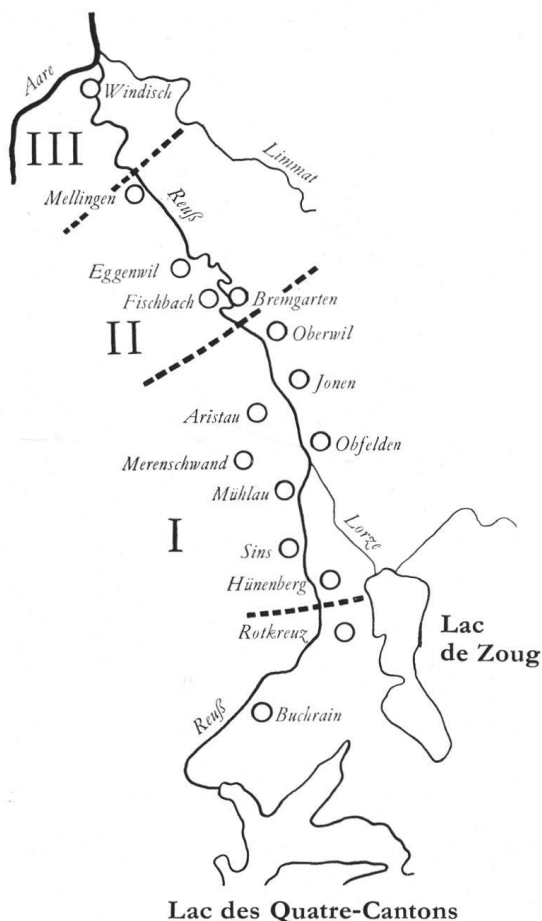 Aare
Windisch
III
Limmat
Mellingen
Reuß
Eggenwil
Fischbach
Bremgarten
II
Oberwil
Jonen
Aristau
Obfelden
Merenschwand
Mühlau
Lorze
I
Sins
Hünenberg
Lac
de Zoug
Rotkreuz
Reuß
Buchrain
Lac des Quatre-Cantons